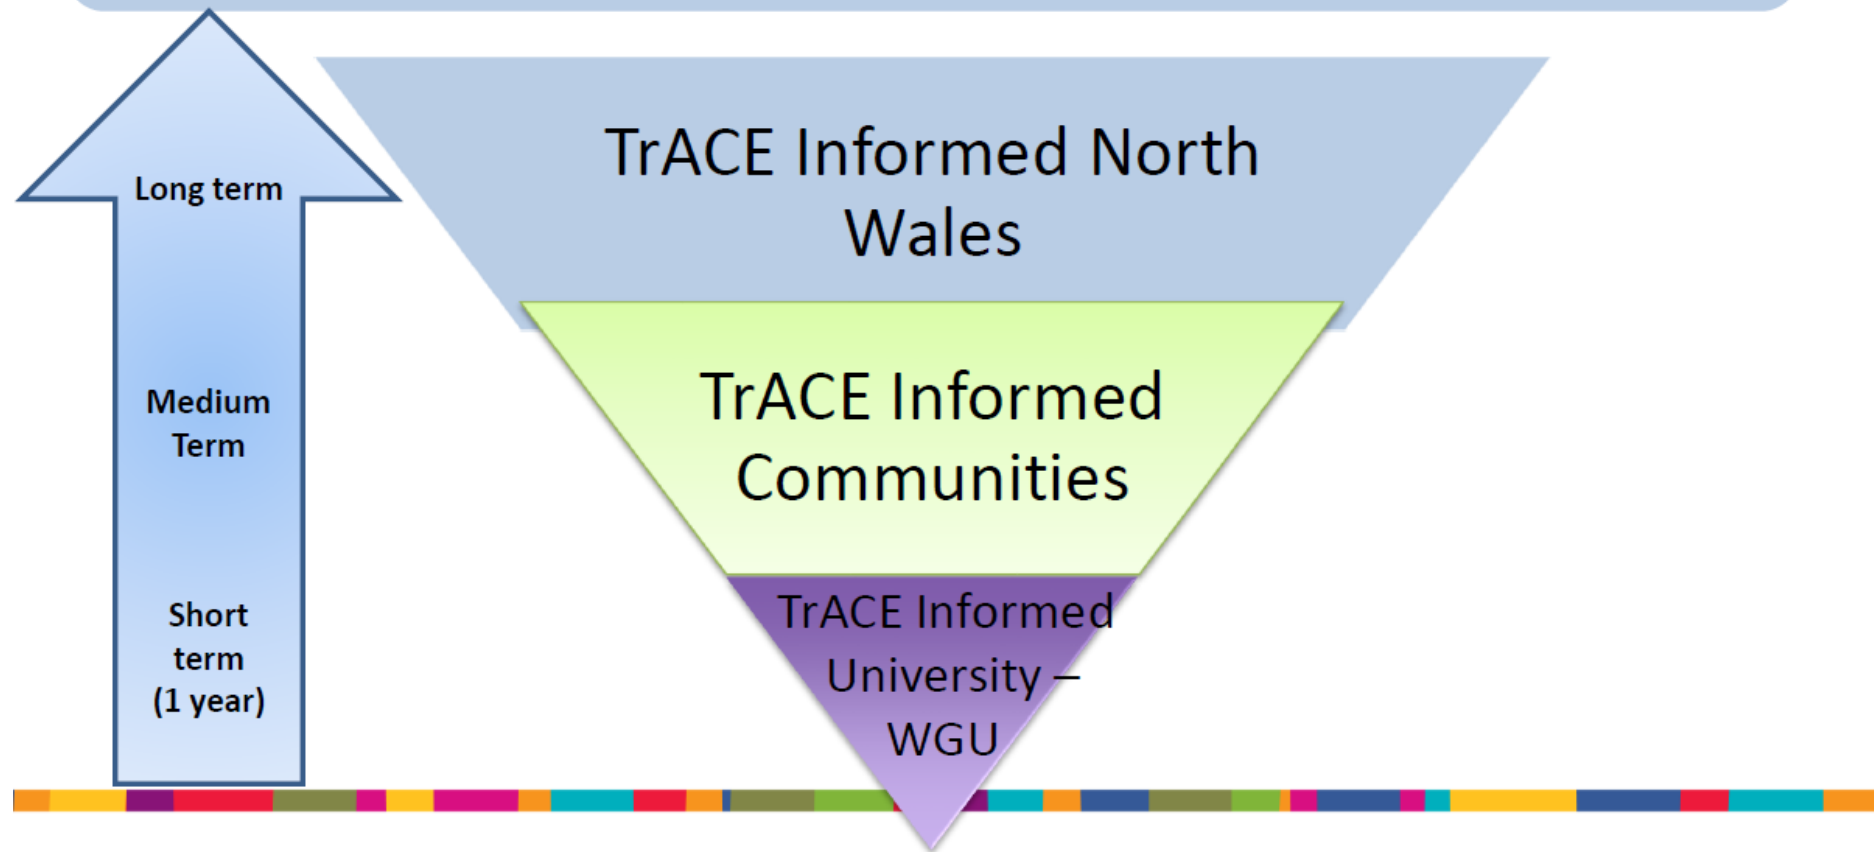 Long term
Medium
Term
Short
term
(1 year)
TrACE Informed North
Wales
TrACE Informed
Communities
TrACE Informed
University –
WGU